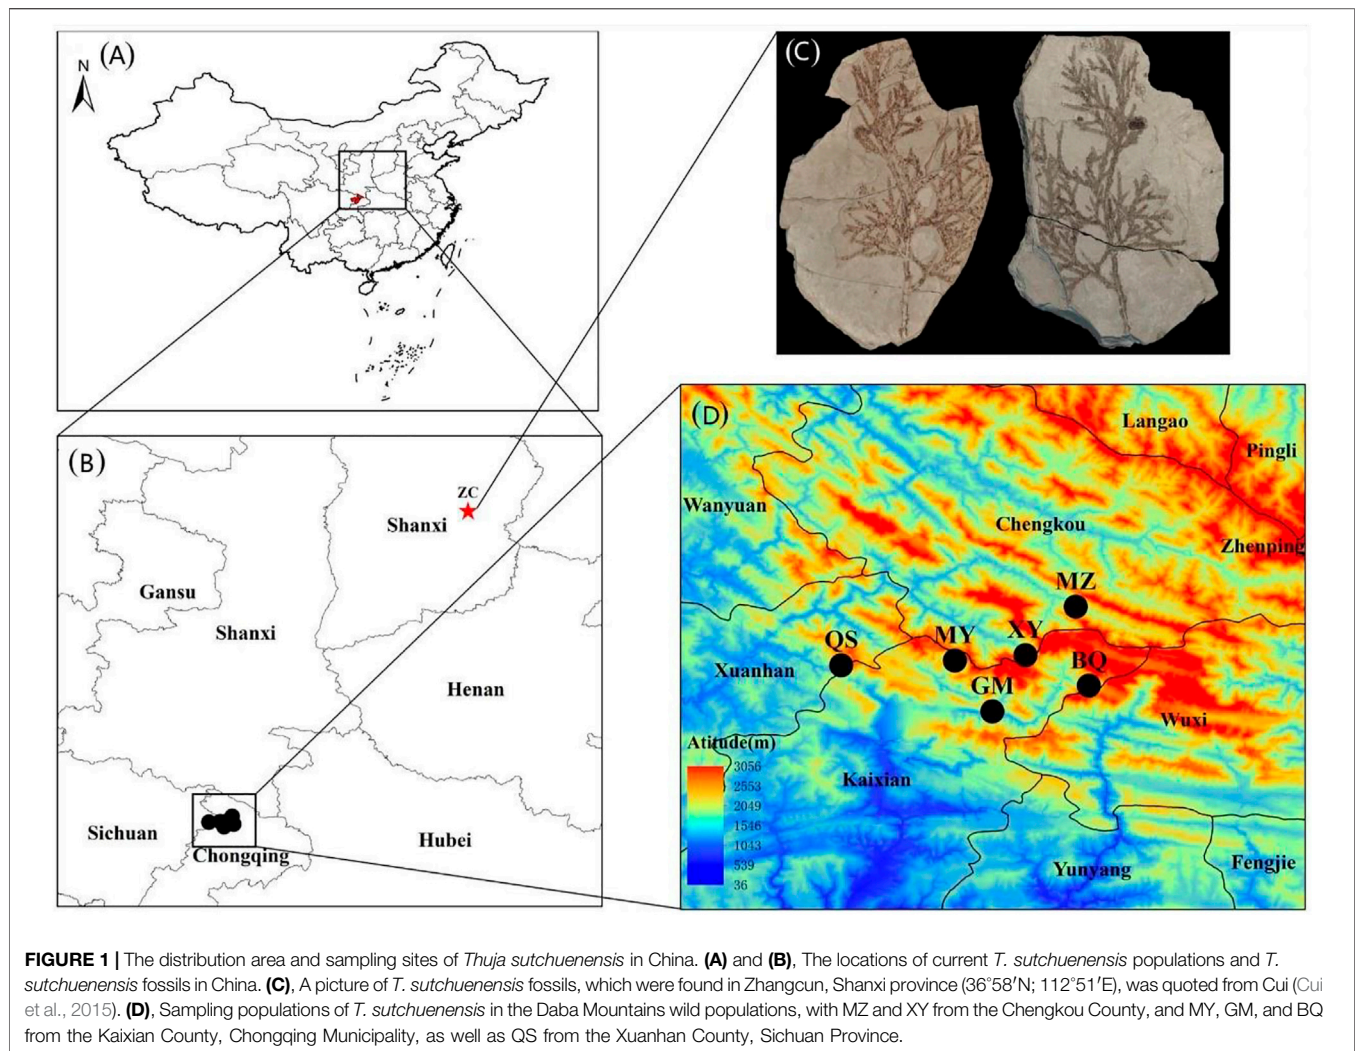 (A)
N
(B)
ZC
Shanxi
Gansu
Shanxi
Henan
Sichuan
Chongqing
Hubei
(C)
(D)
Langao
Pingli
Wanyuan
Chengkou
Zhenping
MZ
QS
MY
XY
BQ
Xuanhan
GM
Wuxi
Atitude(m)
3056
2553
2049
1546
1043
539
36
Kaixian
Yunyang
Fengjie
FIGURE 1 | The distribution area and sampling sites of Thuja sutchuenensis in China. (A) and (B), The locations of current T. sutchuenensis populations and T.
sutchuenensis fossils in China. (C), A picture of T. sutchuenensis fossils, which were found in Zhangcun, Shanxi province (36°58′N; 112°51′E), was quoted from Cui (Cui
et al., 2015). (D), Sampling populations of T. sutchuenensis in the Daba Mountains wild populations, with MZ and XY from the Chengkou County, and MY, GM, and BQ
from the Kaixian County, Chongqing Municipality, as well as QS from the Xuanhan County, Sichuan Province.